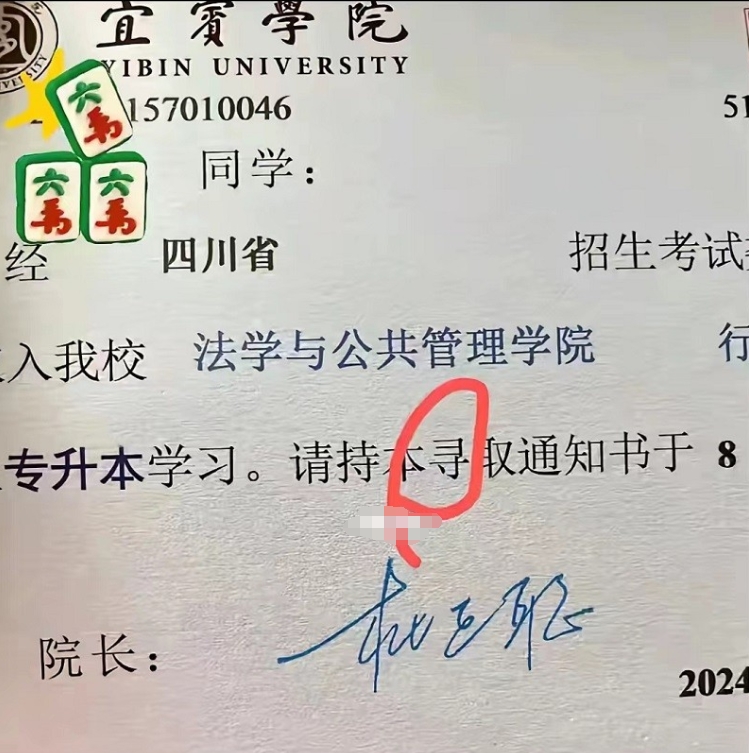 宜賓學院
YIBIN UNIVERSITY
157010046 51
同学：
经 四川省 招生考试
入我校 法学与公共管理学院 行
专升本学习。请持本寻取通知书于 8
院长：
2024
六萬
六萬 六萬